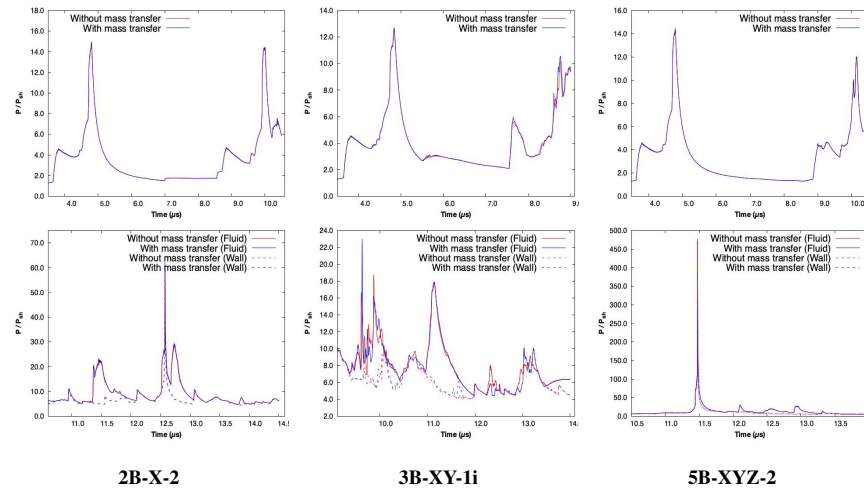 Without mass transfer
With mass transfer
18.0
16.0
14.0
12.0
10.0
8.0
6.0
4.0
2.0
0.0
P / Psh
4.0 5.0 6.0 7.0 8.0 9.0 10.0
Time (μs)
Without mass transfer
With mass transfer
14.0
12.0
10.0
8.0
6.0
4.0
2.0
0.0
P / Psh
4.0 5.0 6.0 7.0 8.0 9.0
Time (μs)
Without mass transfer
With mass transfer
16.0
14.0
12.0
10.0
8.0
6.0
4.0
2.0
0.0
P / Psh
4.0 5.0 6.0 7.0 8.0 9.0 10.0
Time (μs)
Without mass transfer (Fluid)
With mass transfer (Fluid)
Without mass transfer (Wall)
With mass transfer (Wall)
70.0
60.0
50.0
40.0
30.0
20.0
10.0
0.0
P / Psh
11.0 11.5 12.0 12.5 13.0 13.5 14.0 14.5
Time (μs)
Without mass transfer (Fluid)
With mass transfer (Fluid)
Without mass transfer (Wall)
With mass transfer (Wall)
24.0
22.0
20.0
18.0
16.0
14.0
12.0
10.0
8.0
6.0
4.0
2.0
P / Psh
10.0 11.0 12.0 13.0 14.0
Time (μs)
Without mass transfer (Fluid)
With mass transfer (Fluid)
Without mass transfer (Wall)
With mass transfer (Wall)
500.0
450.0
400.0
350.0
300.0
250.0
200.0
150.0
100.0
50.0
0.0
P / Psh
10.5 11.0 11.5 12.0 12.5 13.0 13.5
Time (μs)
2B-X-2
3B-XY-1i
5B-XYZ-2